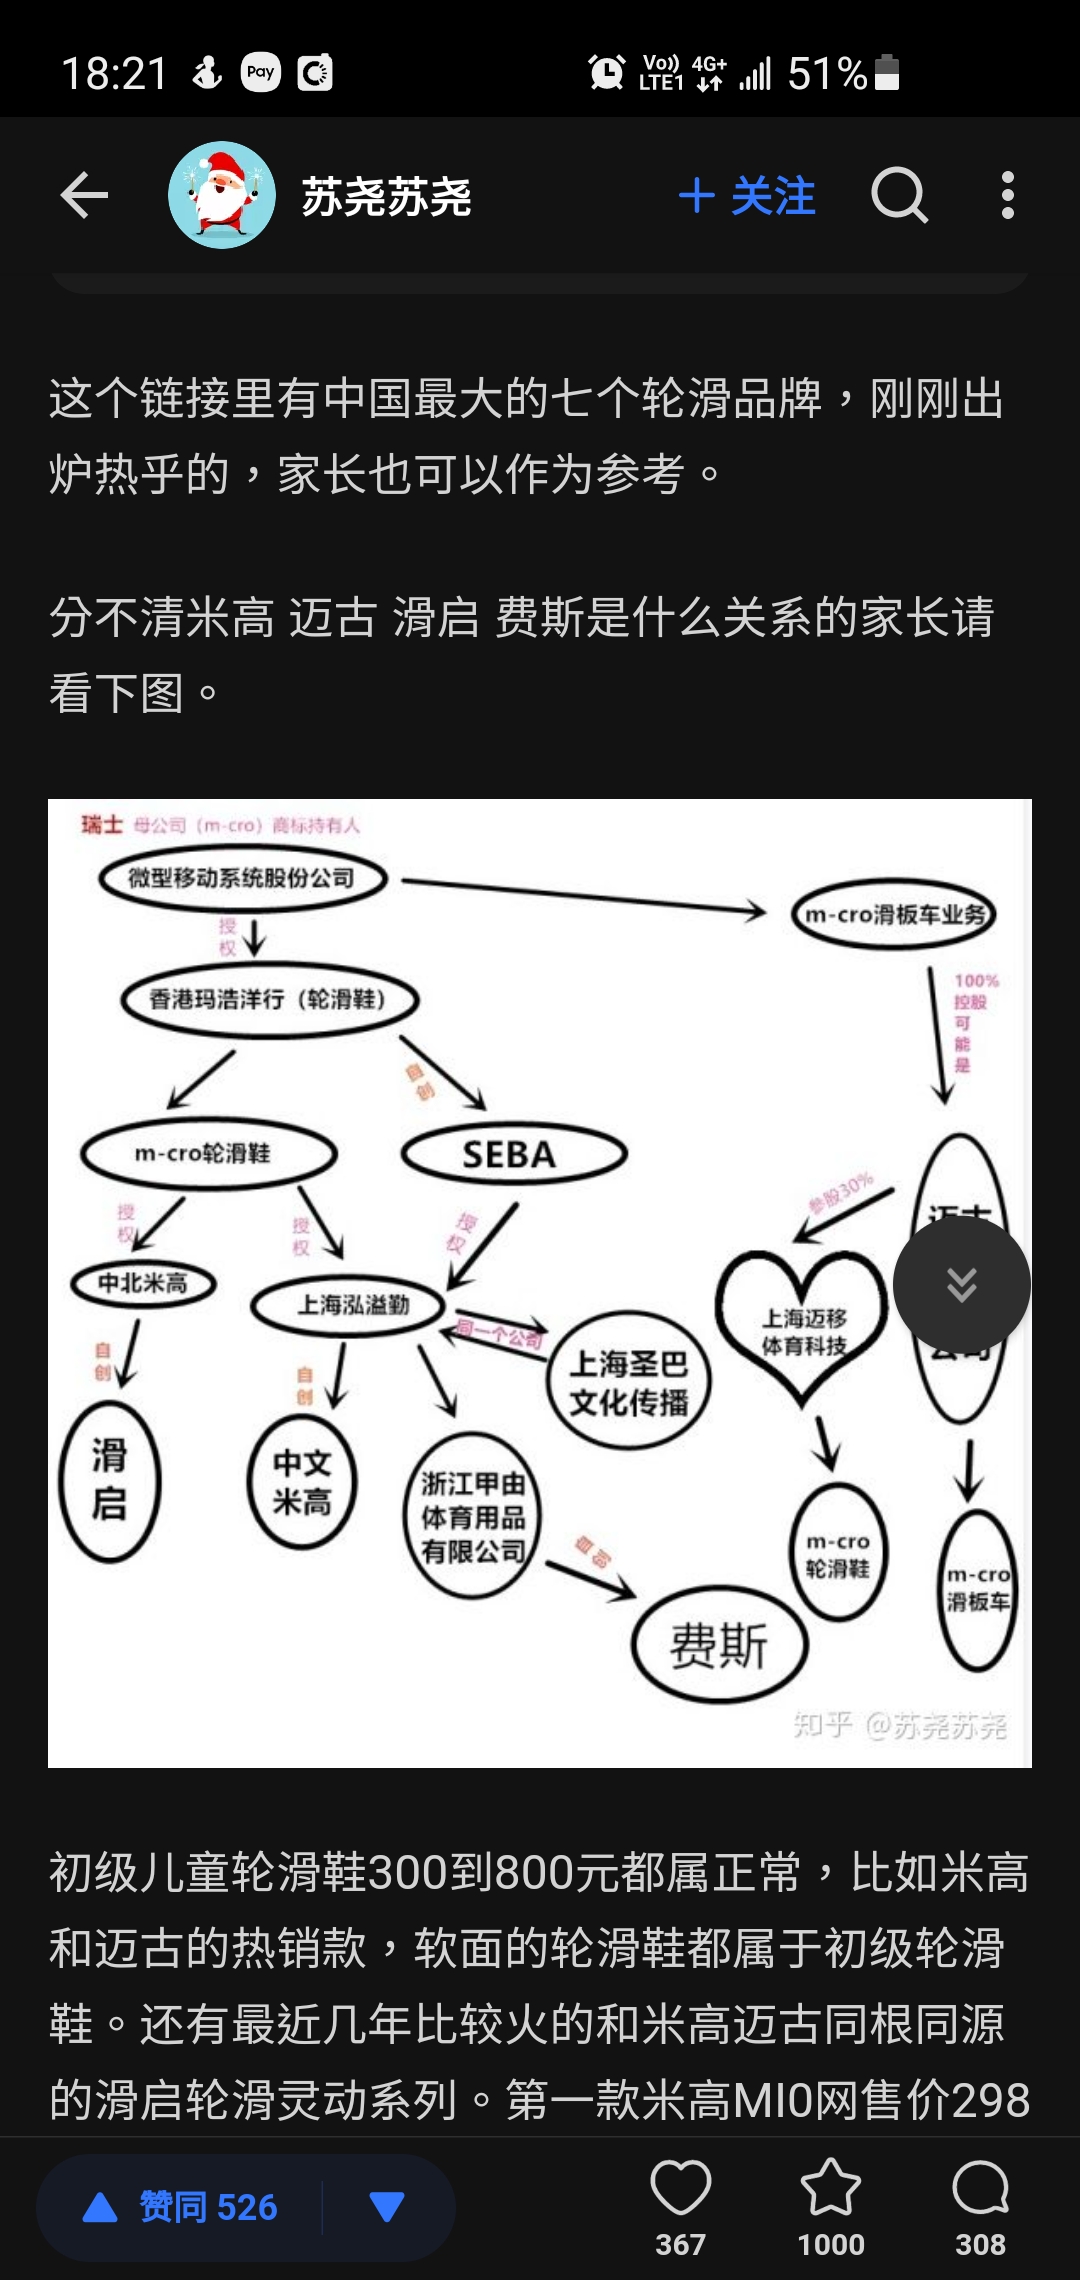 18:21 Pay Vo)) LTE1 4G+ 51%
苏尧苏尧 + 关注
这个链接里有中国最大的七个轮滑品牌，刚刚出
炉热乎的，家长也可以作为参考。
分不清米高 迈古 滑启 费斯是什么关系的家长请
看下图。
瑞士 母公司（m-cro）商标持有人
微型移动系统股份公司
m-cro滑板车业务
授
权
香港玛浩洋行（轮滑鞋）
100%
控股
可
能
是
自
创
m-cro轮滑鞋
SEBA
参股30%
授
权
授
权
授
权
中北米高
上海泓溢勤
同一个公司
上海迈移
体育科技
公司
自
创
自
创
上海圣巴
文化传播
滑
启
中文
米高
浙江甲由
体育用品
有限公司
自
创
m-cro
轮滑鞋
m-cro
滑板车
费斯
知乎 @苏尧苏尧
初级儿童轮滑鞋300到800元都属正常，比如米高
和迈古的热销款，软面的轮滑鞋都属于初级轮滑
鞋。还有最近几年比较火的和米高迈古同根同源
的滑启轮滑灵动系列。第一款米高MI0网售价298
赞同 526
367
1000
308